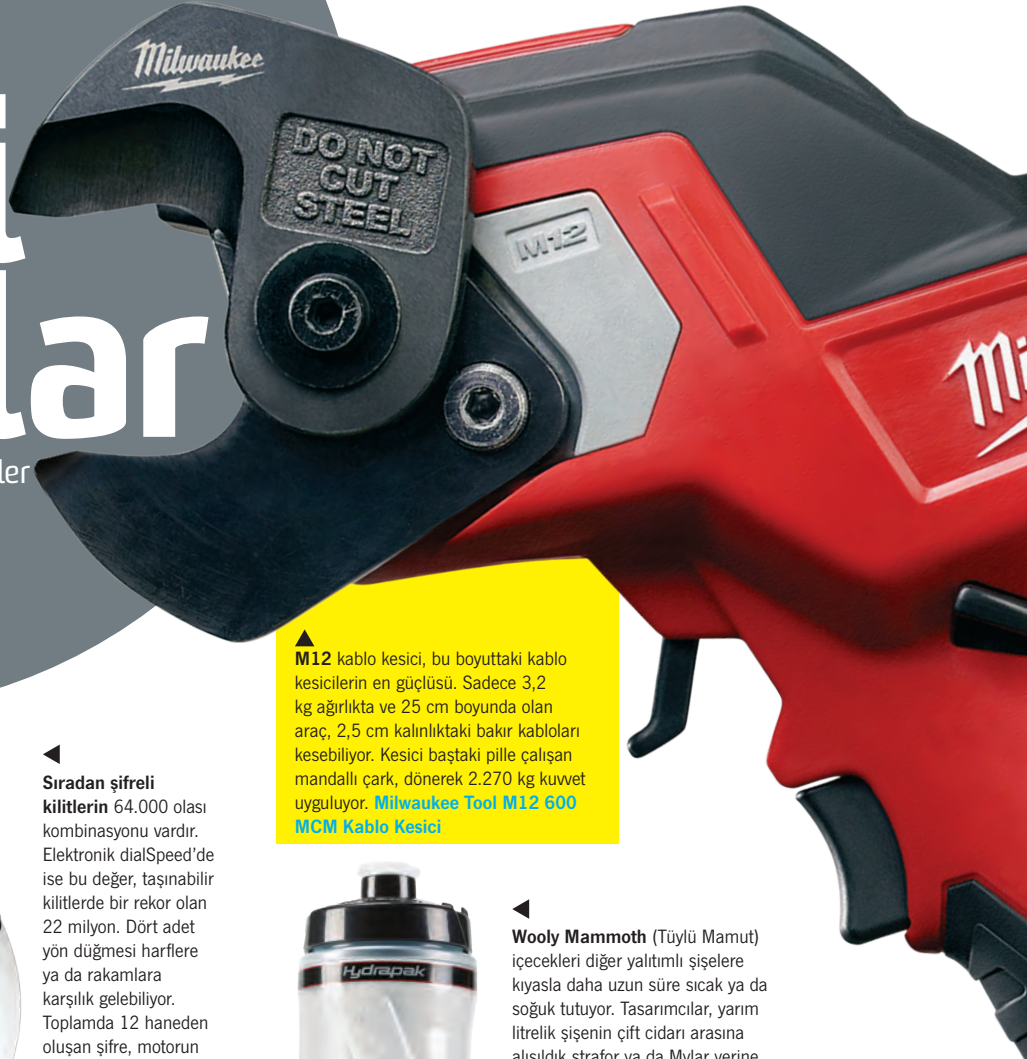 Milwaukee
DO NOT
CUT
STEEL
M12
M12 kablo kesici, bu boyuttaki kablo
kesicilerin en güçlüsü. Sadece 3,2
kg ağırlıkta ve 25 cm boyunda olan
araç, 2,5 cm kalınlıktaki bakır kabloları
kesebiliyor. Kesici baştaki pille çalışan
mandallı çark, dönerek 2.270 kg kuvvet
uyguluyor. Milwaukee Tool M12 600
MCM Kablo Kesici
Sıradan şifreli
kilitlerin 64.000 olası
kombinasyonu vardır.
Elektronik dialSpeed’de
ise bu değer, taşınabilir
kilitlerde bir rekor olan
22 milyon. Dört adet
yön düğmesi harflere
ya da rakamlara
karşılık gelebiliyor.
Toplamda 12 haneden
oluşan şifre, motorun
Hydrapak
Wooly Mammoth (Tüylü Mamut)
içecekleri diğer yalıtımlı şişelere
kıyasla daha uzun süre sıcak ya da
soğuk tutuyor. Tasarımcılar, yarım
litrelik şişenin çift cidarı arasına
alışıldık strafor ya da Mylar yerine